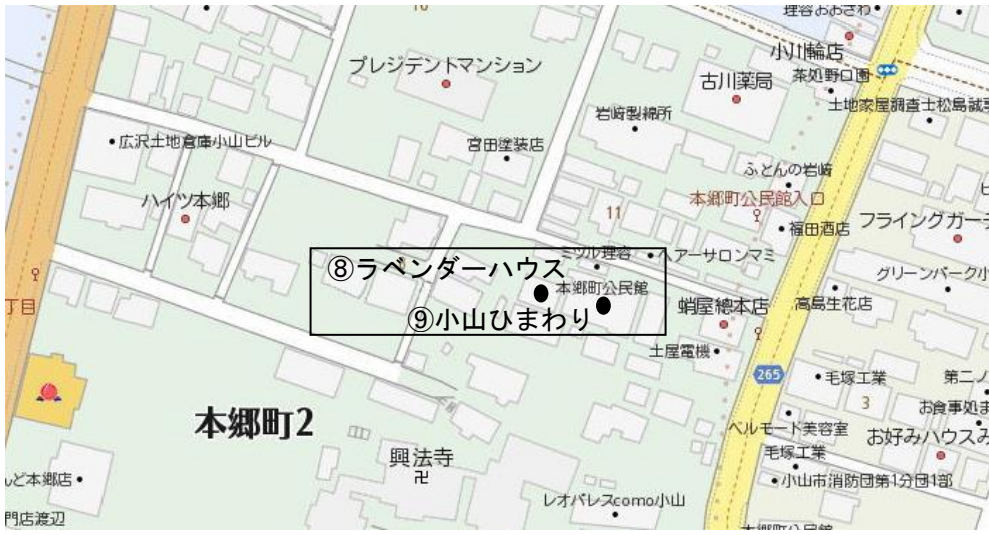 10
理容おおさわ
小川輪店
プレジデントマンション
茶処野口園
古川薬局
土地家屋調査士松島誠事
岩崎製綿所
広沢土地倉庫小山ビル
宮田塗装店
ふとんの岩崎
ハイツ本郷
本郷町公民館入口
11
福田酒店
フライングガーデ
ミツル理容
ヘアーサロンマミ
⑧ラベンダーハウス
グリーンパーク小
本郷町公民館
丁目
蛸屋總本店
高島生花店
⑨小山ひまわり
土屋電機
265
毛塚工業
第二ノ
3
お食事処ま
本郷町2
ベルモード美容室
お好みハウスみ
興法寺
毛塚工業
んど本郷店
小山市消防団第1分団1部
レオパレスcomo小山
門店渡辺
本郷町公民館